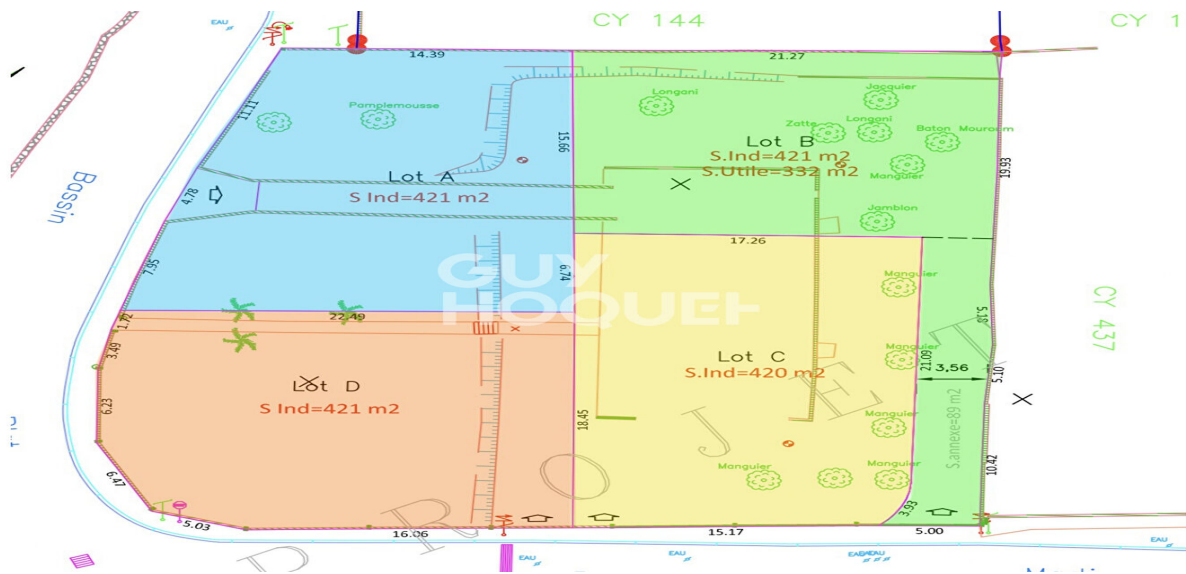 EAU
CY 144
CY 1
14.39
21.27
Longani
Jacquier
Pamplemousse
11.11
Zatte
Longani
Baton Mouroum
15.66
Lot B
S.Ind=421 m2
S.Utile=332 m2
19.93
Manguier
Lot A
S Ind=421 m2
Bassin
4.78
Jamblon
17.26
7.95
6.74
GUY
HOQUET
Manguier
CY 437
1.72
22.49
5.18
3.49
Manguier
21.09
Lot C
S.Ind=420 m2
3,56
5.10
Lot D
S Ind=421 m2
6.23
18.45
S.annexe=89 m2
Manguier
Manguier
Manguier
10.42
6.47
3.93
5.03
16.06
15.17
5.00
P R O J E T
EAU
EAU
EAU
EAU